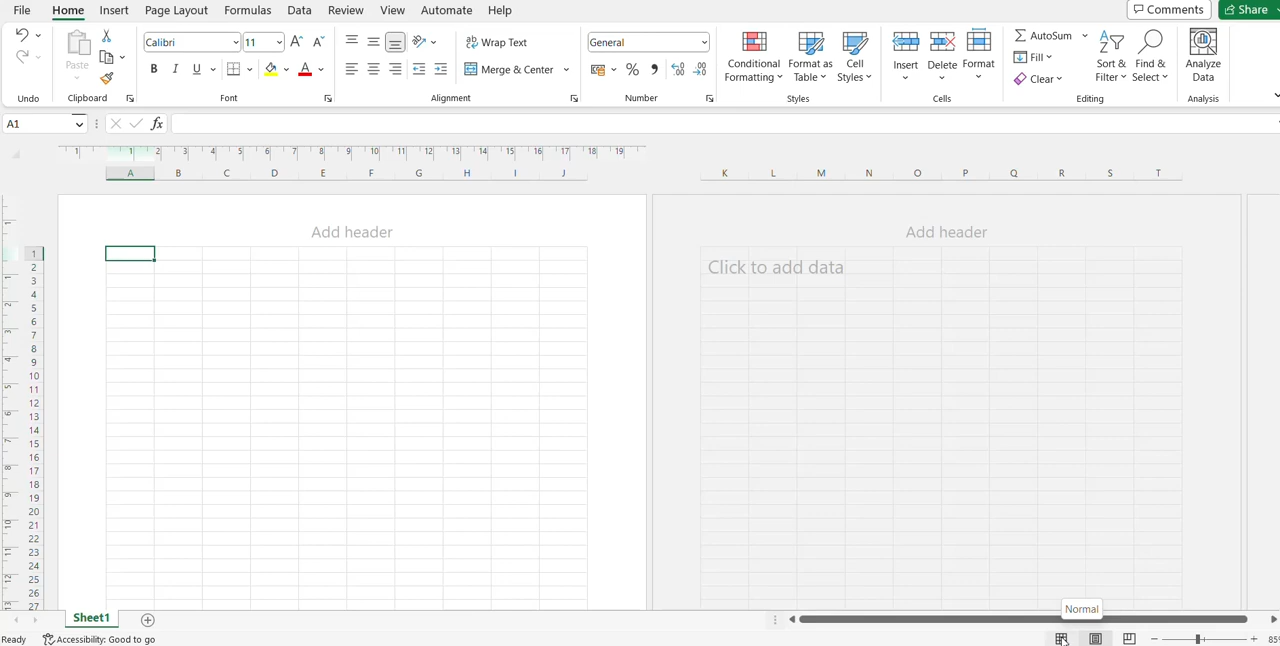 File Home Insert Page Layout Formulas Data Review View Automate Help Comments Share
Calibri 11 Wrap Text General AutoSum
Paste Conditional Format as Cell Insert Delete Format Fill Sort & Find & Analyze
B I U Merge & Center % Formatting Table Styles Clear Filter Select Data
Undo Clipboard Font Alignment Number Styles Cells Editing Analysis
A1 fx
1 1 2 3 4 5 6 7 8 9 10 11 12 13 14 15 16 17 18 19
A B C D E F G H I J K L M N O P Q R S T
Add header Add header
1
2 Click to add data
3
4
5
6
7
8
9
10
11
12
13
14
15
16
17
18
19
20
21
22
23
24
25
26
27
Normal
Sheet1
Ready Accessibility: Good to go 85%